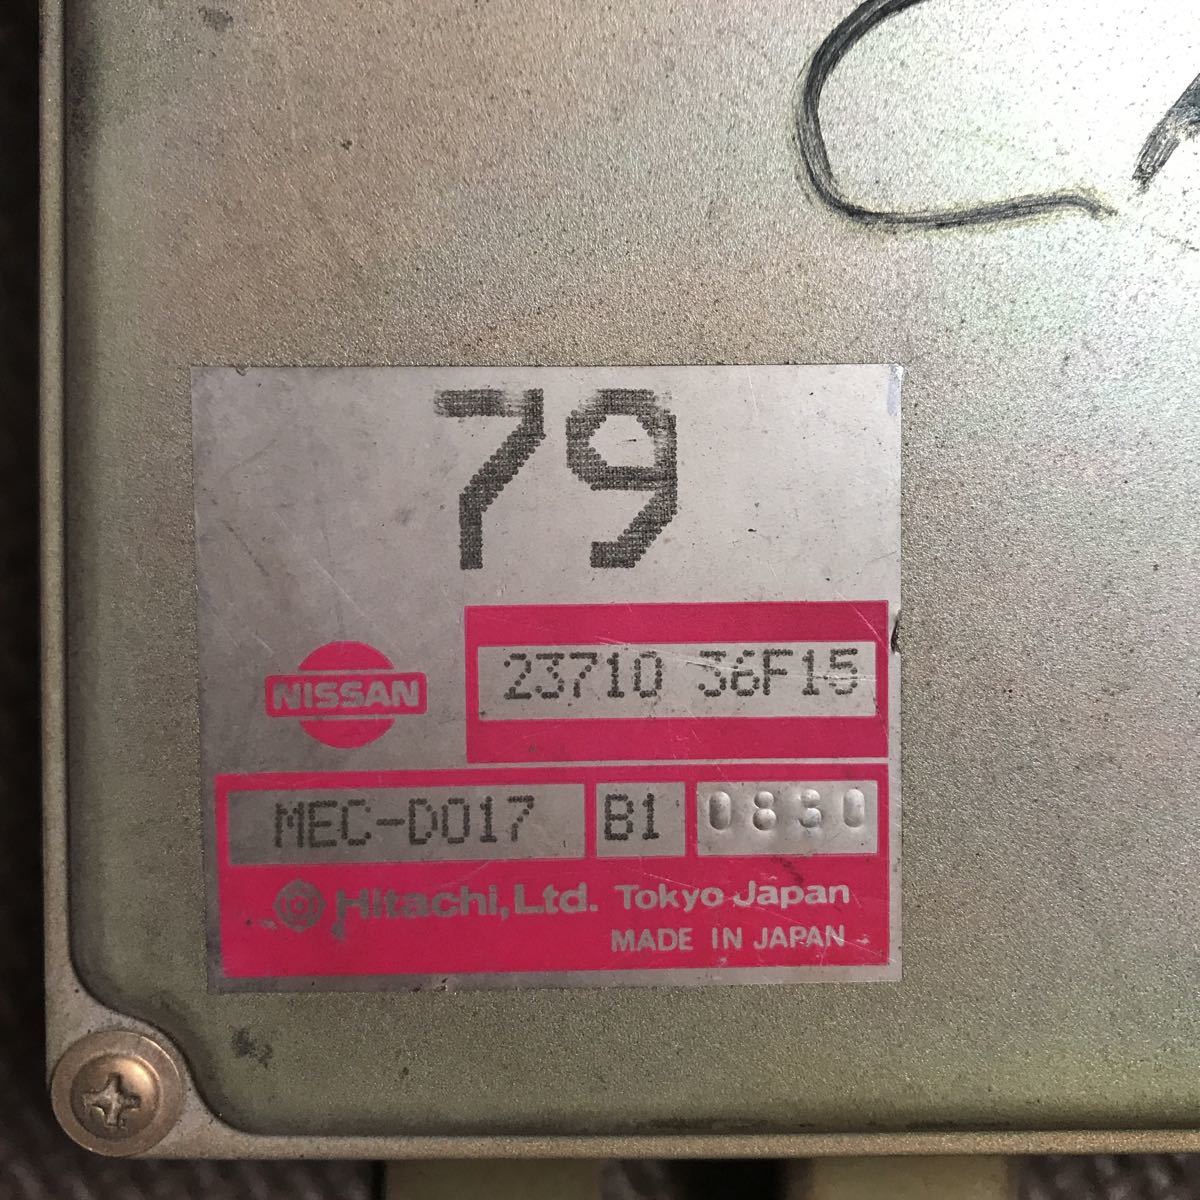 79
NISSAN
23710 36F15
MEC-D017 B1 0830
Hitachi, Ltd. Tokyo Japan
MADE IN JAPAN